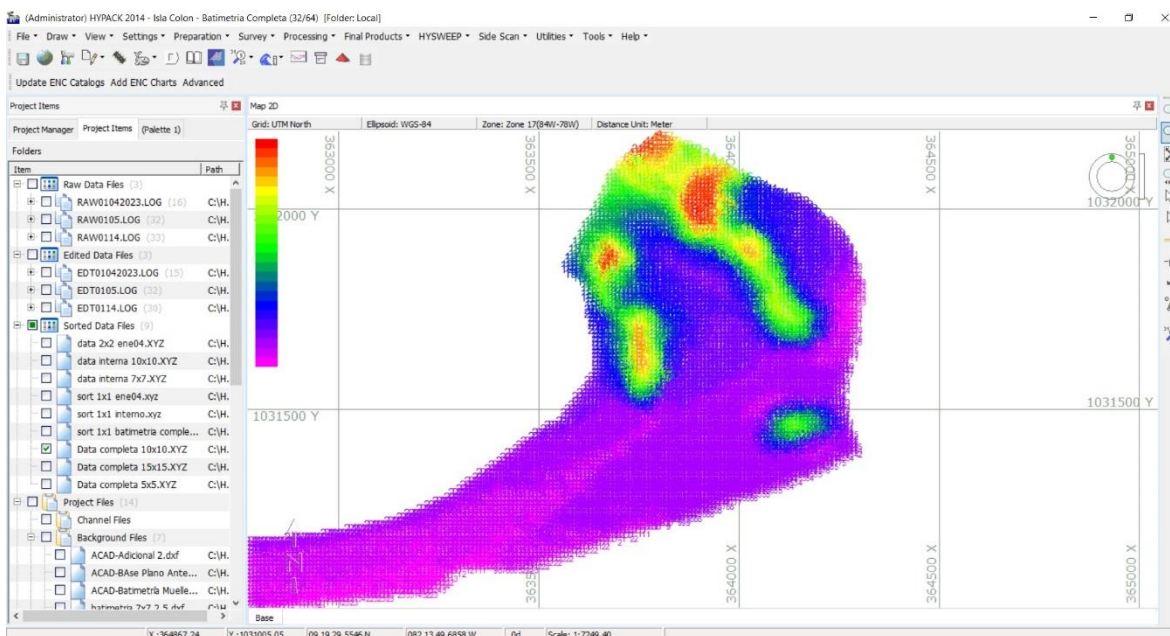 (Administrator) HYPACK 2014 - Isla Colon - Batimetría Completa (32/64) [Folder: Local]
File Draw View Settings Preparation Survey Processing Final Products HYSWEEP Side Scan Utilities Tools Help
Update ENC Catalogs Add ENC Charts Advanced
Project Items
Map 2D
Project Manager Project Items (Palette 1)
Grid: UTM North Ellipsoid: WGS-84 Zone: Zone 17(84W-78W) Distance Unit: Meter
Folders
Item Path
Raw Data Files (3)
RAW01042023.LOG (16) C:\H.
RAW0105.LOG (32) C:\H.
RAW0114.LOG (33) C:\H.
Edited Data Files (3)
EDT01042023.LOG (15) C:\H.
EDT0105.LOG (32) C:\H.
EDT0114.LOG (30) C:\H.
Sorted Data Files (9)
data 2x2 ene04.XYZ C:\H.
data interna 10x10.XYZ C:\H.
data interna 7x7.XYZ C:\H.
sort 1x1 ene04.xyz C:\H.
sort 1x1 interno.xyz C:\H.
sort 1x1 batimetria comple... C:\H.
Data completa 10x10.XYZ C:\H.
Data completa 15x15.XYZ C:\H.
Data completa 5x5.XYZ C:\H.
Project Files (14)
Channel Files
Background Files (7)
ACAD-Adicional 2.dxf C:\H.
ACAD-BAse Plano Ante... C:\H.
ACAD-Batimetría Muelle... C:\H.
batimetria 7x7 2.5.dxf C:\H
363000 X
363500 X
364500 X
2000 Y
1032000 Y
1031500 Y
1031500 Y
364000 X
364500 X
365000 X
Base
X :364867.24 Y :1031005.05 09 19 29.5546 N 082 13 49.6858 W 0d Scale: 1:7249.40